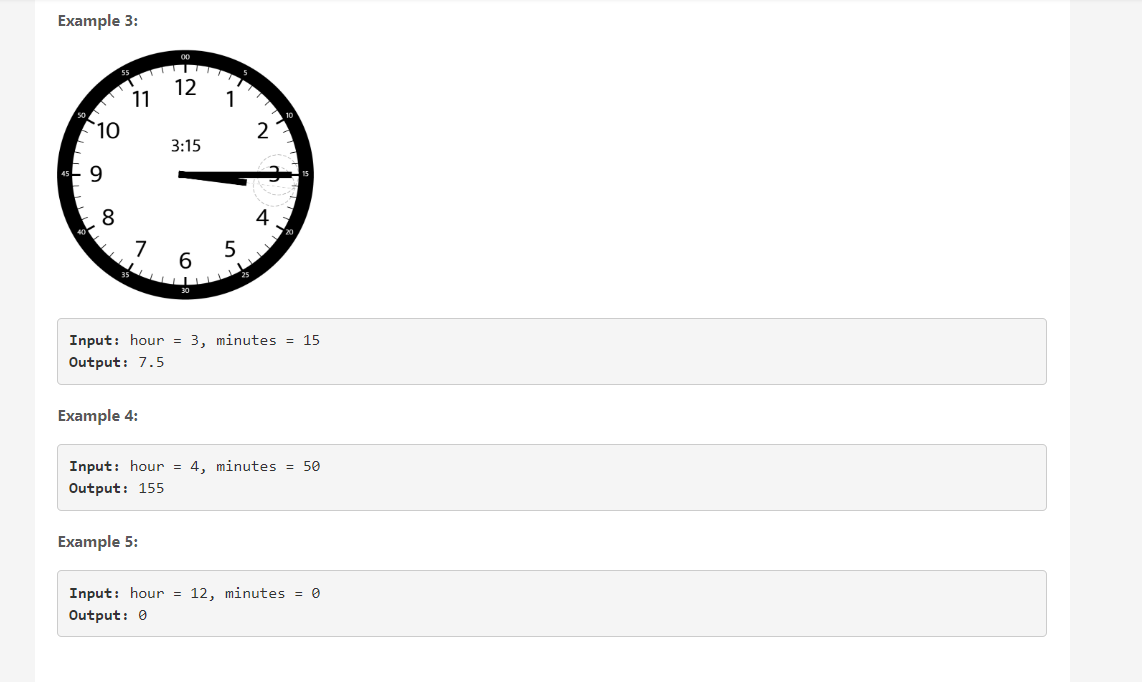 Example 3:
00
55
5
12
11
1
50
10
10
2
3:15
45
9
3
15
8
4
40
20
7
5
6
35
25
30
Input: hour = 3, minutes = 15
Output: 7.5
Example 4:
Input: hour = 4, minutes = 50
Output: 155
Example 5:
Input: hour = 12, minutes = 0
Output: 0